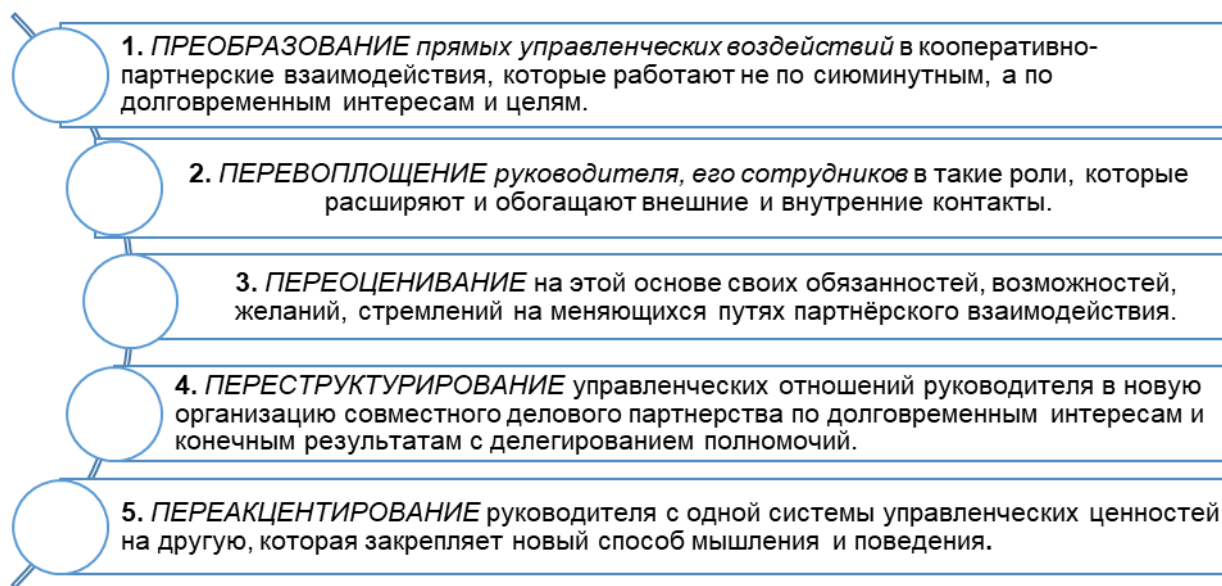 1. ПРЕОБРАЗОВАНИЕ прямых управленческих воздействий в кооперативно-
партнерские взаимодействия, которые работают не по сиюминутным, а по
долговременным интересам и целям.
2. ПЕРЕВОПЛОЩЕНИЕ руководителя, его сотрудников в такие роли, которые
расширяют и обогащают внешние и внутренние контакты.
3. ПЕРЕОЦЕНИВАНИЕ на этой основе своих обязанностей, возможностей,
желаний, стремлений на меняющихся путях партнёрского взаимодействия.
4. ПЕРЕСТРУКТУРИРОВАНИЕ управленческих отношений руководителя в новую
организацию совместного делового партнерства по долговременным интересам и
конечным результатам с делегированием полномочий.
5. ПЕРЕАКЦЕНТИРОВАНИЕ руководителя с одной системы управленческих ценностей
на другую, которая закрепляет новый способ мышления и поведения.